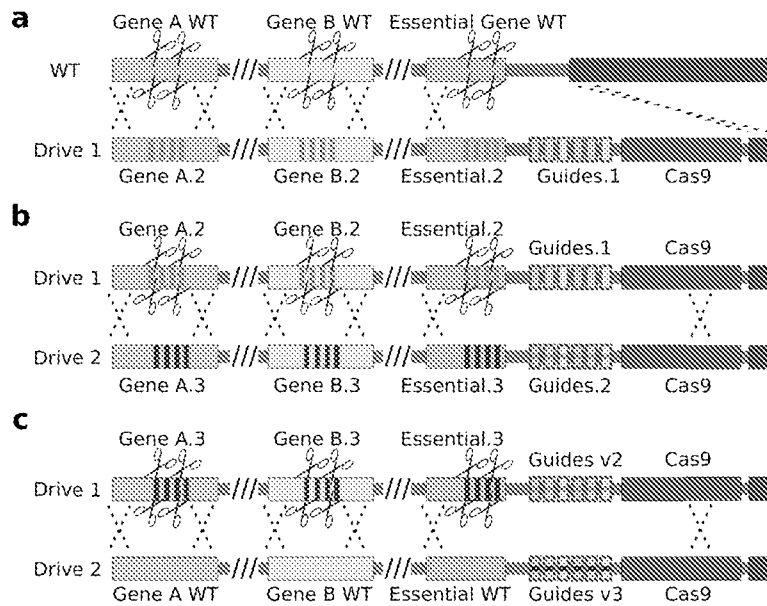 a
Gene A WT Gene B WT Essential Gene WT
WT
Drive 1
Gene A.2 Gene B.2 Essential.2 Guides.1 Cas9
b
Gene A.2 Gene B.2 Essential.2 Guides.1 Cas9
Drive 1
Drive 2
Gene A.3 Gene B.3 Essential.3 Guides.2 Cas9
c
Gene A.3 Gene B.3 Essential.3 Guides v2 Cas9
Drive 1
Drive 2
Gene A WT Gene B WT Essential WT Guides v3 Cas9